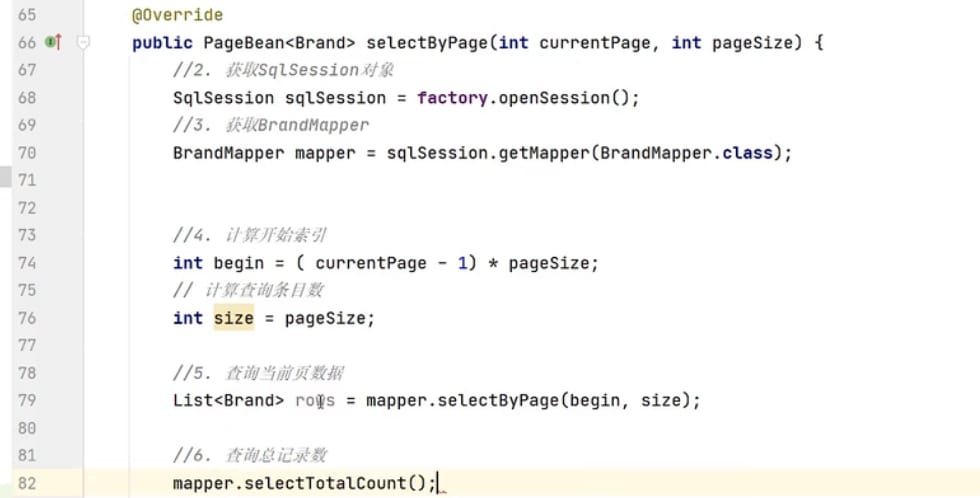 65 @Override
66 public PageBean<Brand> selectByPage(int currentPage, int pageSize) {
67 //2. 获取SqlSession对象
68 SqlSession sqlSession = factory.openSession();
69 //3. 获取BrandMapper
70 BrandMapper mapper = sqlSession.getMapper(BrandMapper.class);
71
72
73 //4. 计算开始索引
74 int begin = ( currentPage - 1) * pageSize;
75 // 计算查询条目数
76 int size = pageSize;
77
78 //5. 查询当前页数据
79 List<Brand> rows = mapper.selectByPage(begin, size);
80
81 //6. 查询总记录数
82 mapper.selectTotalCount();